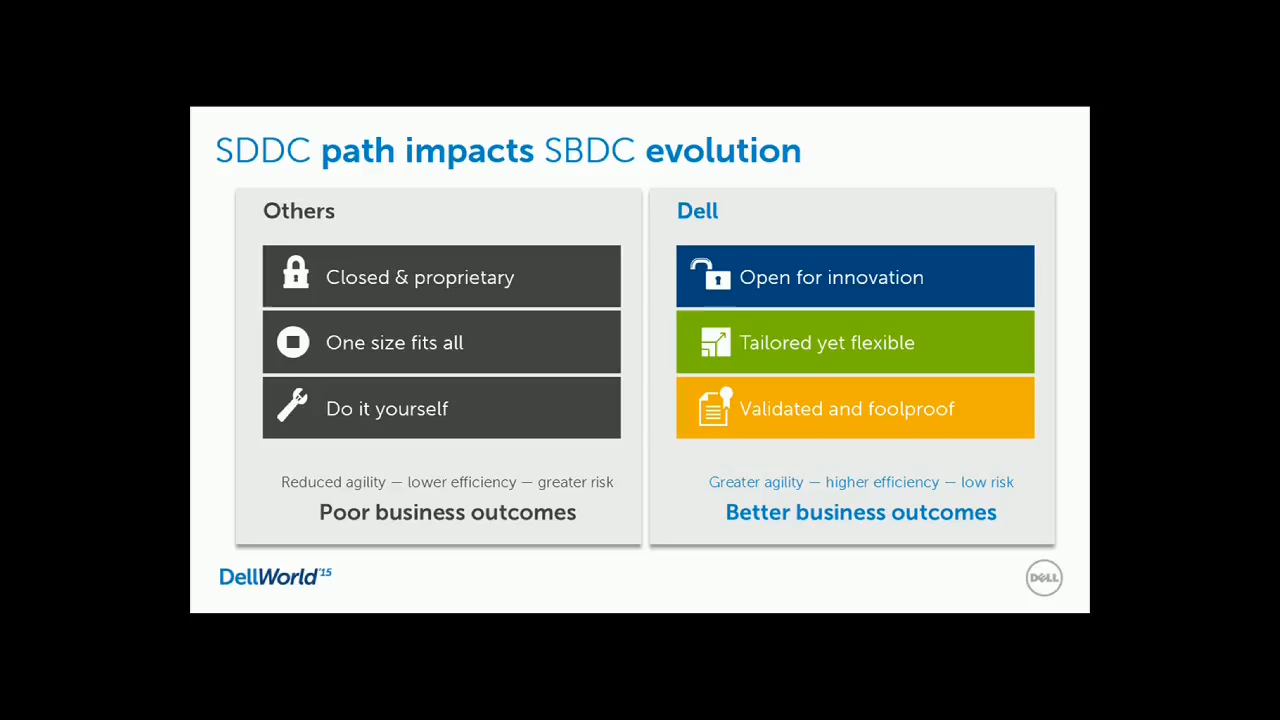 SDDC path impacts SBDC evolution
Others
Closed & proprietary
One size fits all
Do it yourself
Reduced agility — lower efficiency — greater risk
Poor business outcomes
Dell
Open for innovation
Tailored yet flexible
Validated and foolproof
Greater agility — higher efficiency — low risk
Better business outcomes
DellWorld'15
DELL